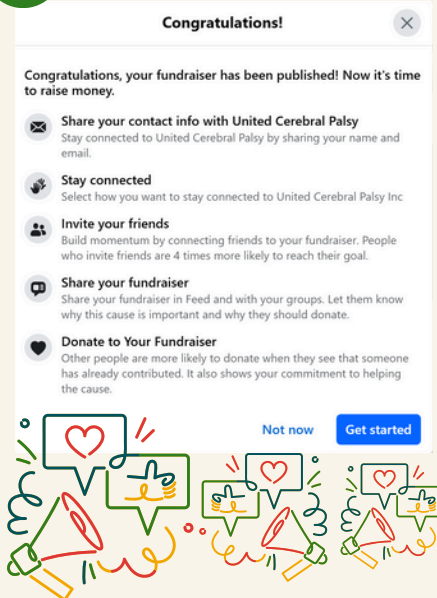 Congratulations!
Congratulations, your fundraiser has been published! Now it's time
to raise money.
Share your contact info with United Cerebral Palsy
Stay connected to United Cerebral Palsy by sharing your name and
email.
Stay connected
Select how you want to stay connected to United Cerebral Palsy Inc
Invite your friends
Build momentum by connecting friends to your fundraiser. People
who invite friends are 4 times more likely to reach their goal.
Share your fundraiser
Share your fundraiser in Feed and with your groups. Let them know
why this cause is important and why they should donate.
Donate to Your Fundraiser
Other people are more likely to donate when they see that someone
has already contributed. It also shows your commitment to helping
the cause.
Not now
Get started